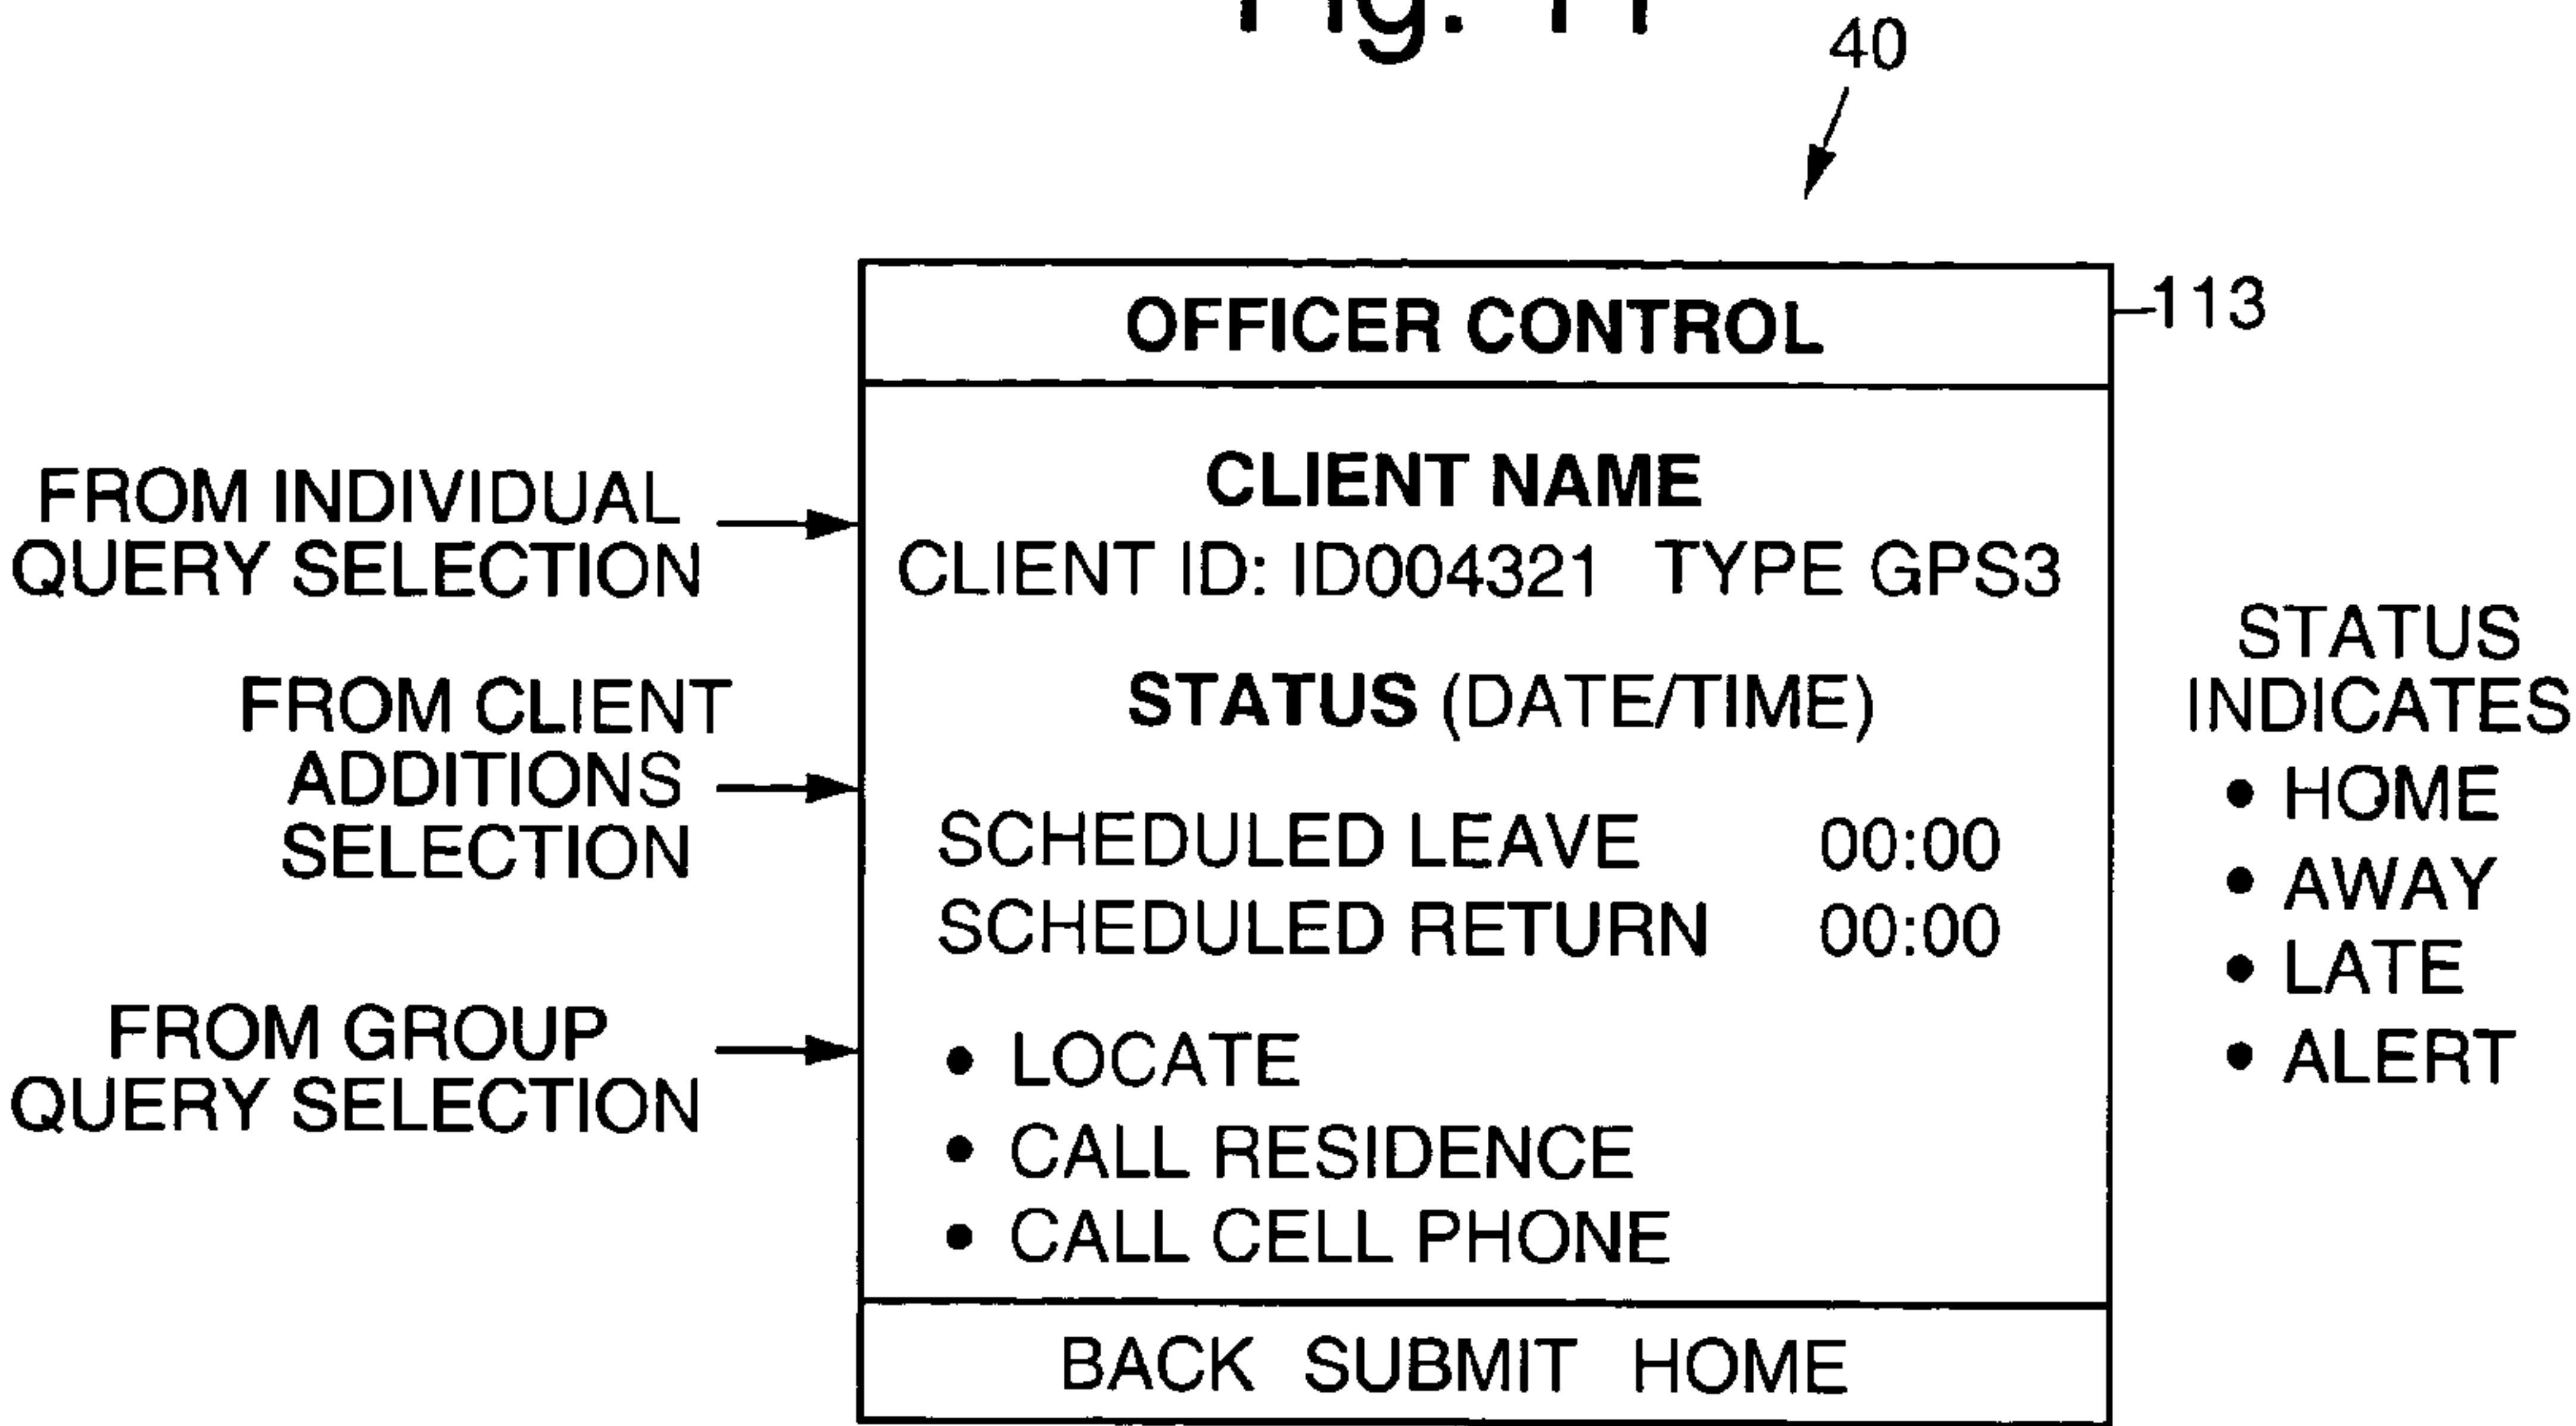 Fig. 11
40
OFFICER CONTROL
113
CLIENT NAME
CLIENT ID: ID004321 TYPE GPS3
STATUS (DATE/TIME)
SCHEDULED LEAVE 00:00
SCHEDULED RETURN 00:00
• LOCATE
• CALL RESIDENCE
• CALL CELL PHONE
BACK SUBMIT HOME
FROM INDIVIDUAL
QUERY SELECTION
FROM CLIENT
ADDITIONS
SELECTION
FROM GROUP
QUERY SELECTION
STATUS
INDICATES
• HOME
• AWAY
• LATE
• ALERT